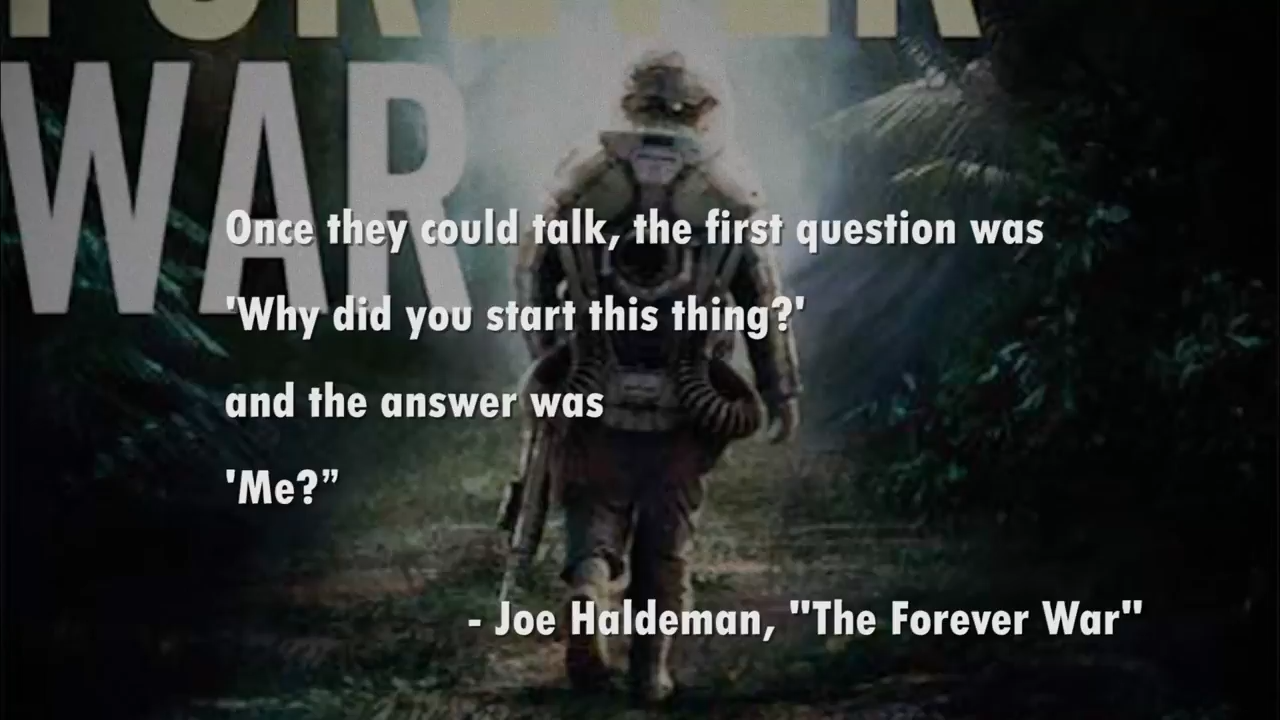 WAR
Once they could talk, the first question was
'Why did you start this thing?'
and the answer was
'Me?”
- Joe Haldeman, "The Forever War"